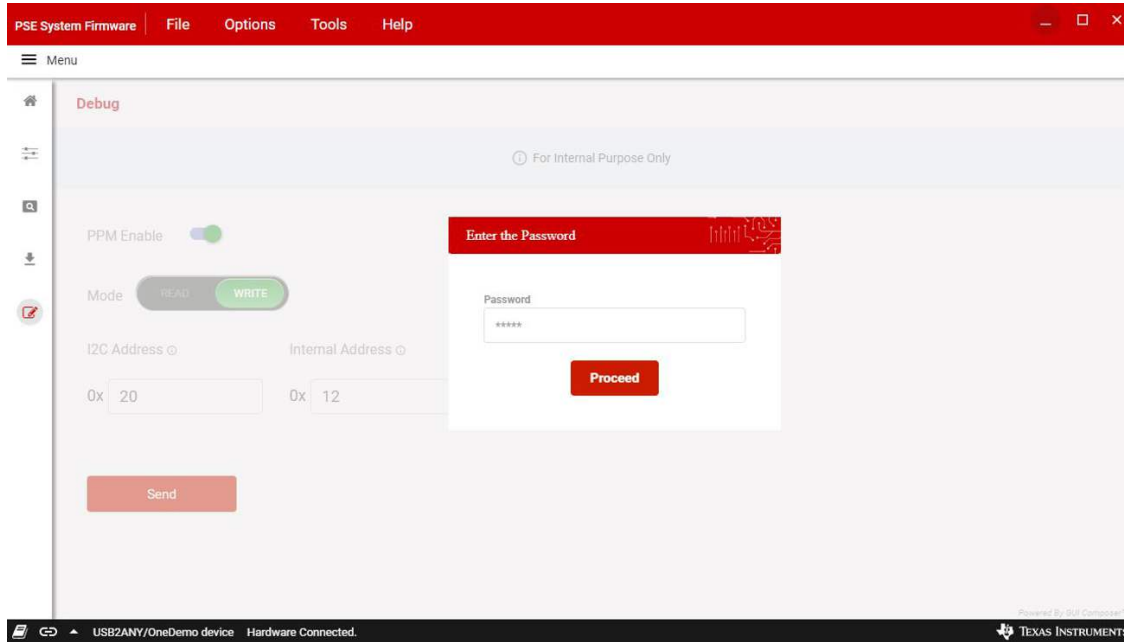 PSE System Firmware File Options Tools Help
Menu
Debug
For Internal Purpose Only
PPM Enable
Mode READ WRITE
I2C Address
Internal Address
0x 20
0x 12
Send
Enter the Password
Password
*****
Proceed
Powered By GUI Composer™
USB2ANY/OneDemo device Hardware Connected.
TEXAS INSTRUMENTS